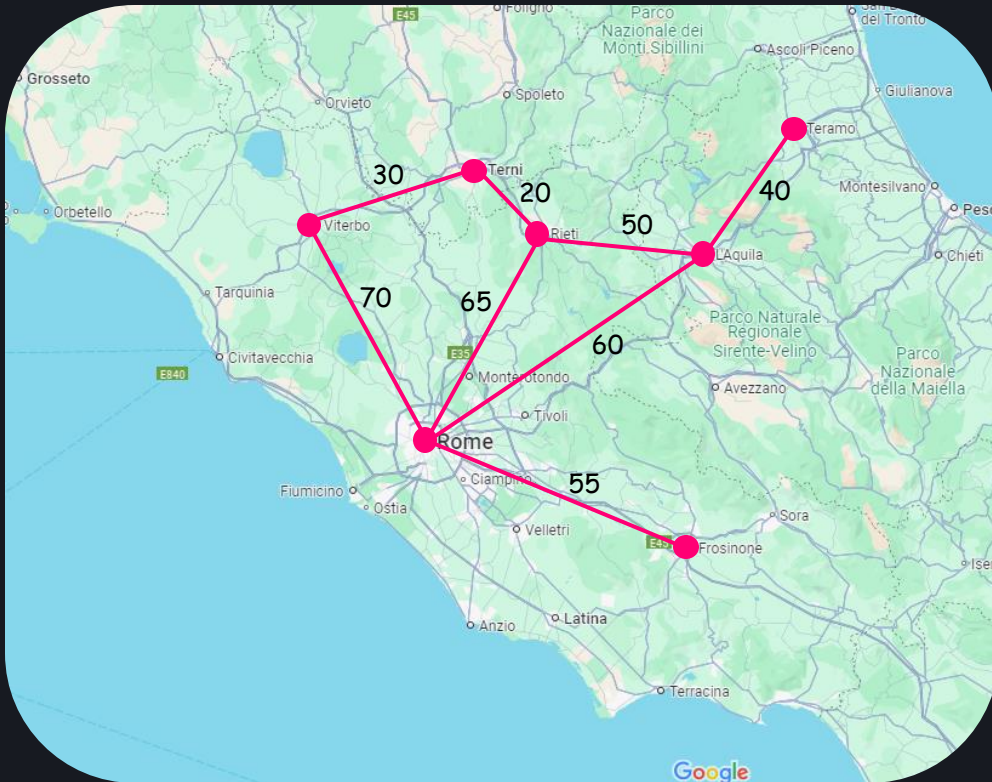 E45
Foligno
Parco
Nazionale dei
Monti Sibillini
del Tronto
Grosseto
Ascoli Piceno
Orvieto
Spoleto
Giulianova
Teramo
Terni
30
20
40
Montesilvano
Orbetello
Viterbo
Rieti
50
L'Aquila
Chieti
Tarquinia
70
65
Parco Naturale
Regionale
Sirente-Velino
60
Civitavecchia
E35
Parco
Nazionale
della Maiella
E840
Monterotondo
Avezzano
Tivoli
Rome
Ciampino
55
Fiumicino
Ostia
Sora
Velletri
E45
Frosinone
Latina
Anzio
Terracina
Google